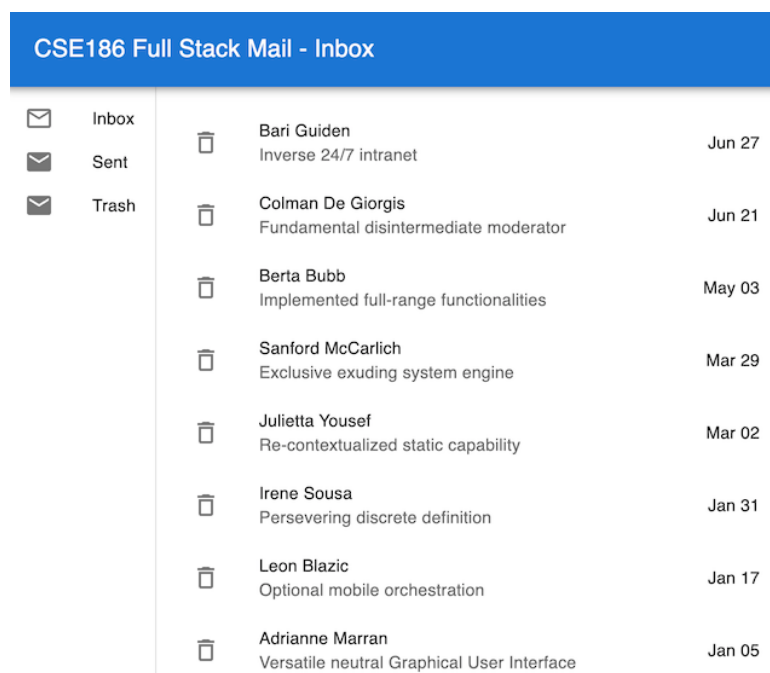 CSE186 Full Stack Mail - Inbox
Inbox
Sent
Trash
Bari Guiden
Inverse 24/7 intranet
Jun 27
Colman De Giorgis
Fundamental disintermediate moderator
Jun 21
Berta Bubb
Implemented full-range functionalities
May 03
Sanford McCarlich
Exclusive exuding system engine
Mar 29
Julietta Yousef
Re-contextualized static capability
Mar 02
Irene Sousa
Persevering discrete definition
Jan 31
Leon Blazic
Optional mobile orchestration
Jan 17
Adrianne Marran
Versatile neutral Graphical User Interface
Jan 05